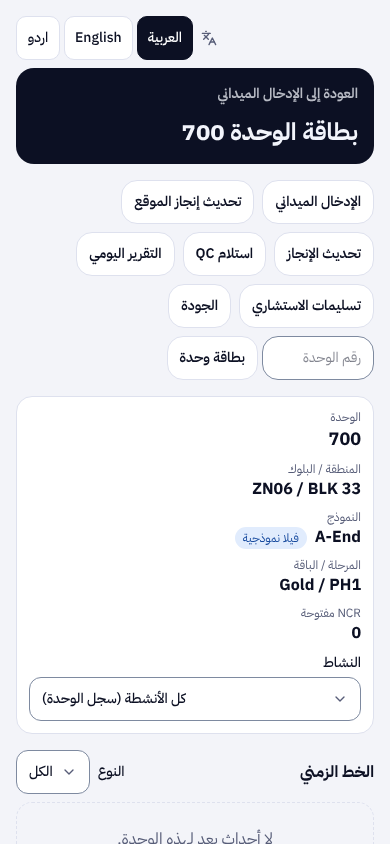 العربية English اردو
العودة إلى الإدخال الميداني
بطاقة الوحدة 700
الإدخال الميداني تحديث إنجاز الموقع
تحديث الإنجاز استلام QC التقرير اليومي
تسليمات الاستشاري الجودة
رقم الوحدة بطاقة وحدة
الوحدة
700
المنطقة / البلوك
ZN06 / BLK 33
النموذج
A-End فيلا نموذجية
المرحلة / الباقة
Gold / PH1
NCR مفتوحة
0
النشاط
كل الأنشطة (سجل الوحدة)
الخط الزمني النوع الكل
لا أحداث بعد لهذه الوحدة.